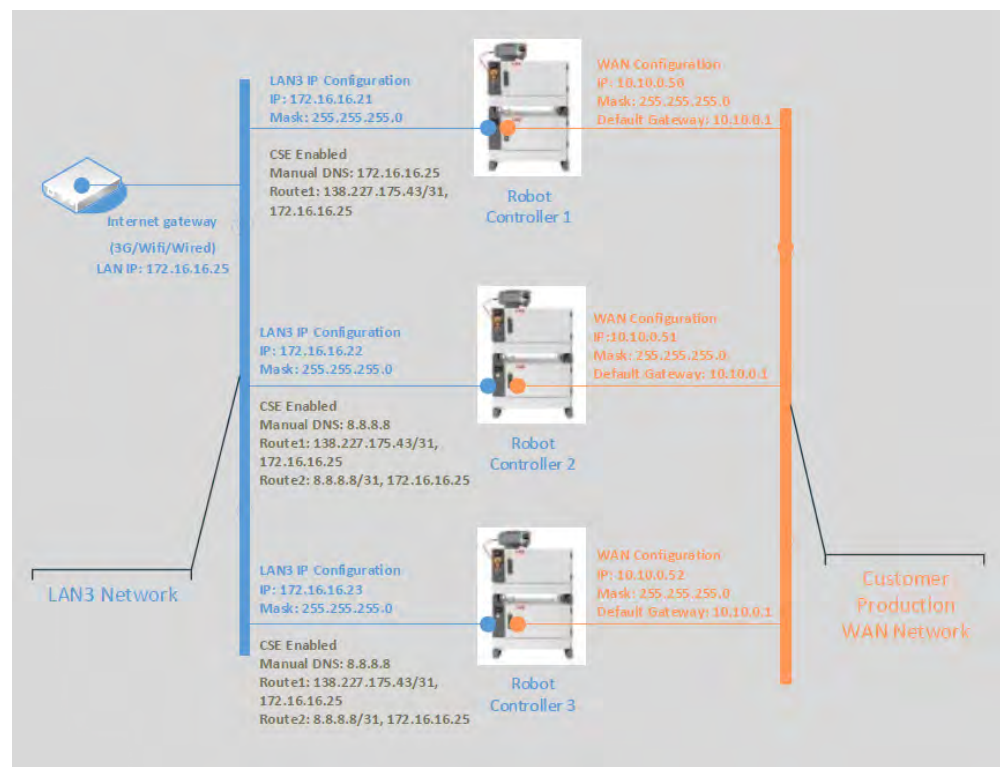 LAN3 IP Configuration
IP: 172.16.16.21
Mask: 255.255.255.0
CSE Enabled
Manual DNS: 172.16.16.25
Route1: 138.227.175.43/31,
172.16.16.25
WAN Configuration
IP: 10.10.0.50
Mask: 255.255.255.0
Default Gateway: 10.10.0.1
Robot
Controller 1
Internet gateway
(3G/Wifi/Wired)
LAN IP: 172.16.16.25
LAN3 IP Configuration
IP: 172.16.16.22
Mask: 255.255.255.0
CSE Enabled
Manual DNS: 8.8.8.8
Route1: 138.227.175.43/31,
172.16.16.25
Route2: 8.8.8.8/31, 172.16.16.25
WAN Configuration
IP:10.10.0.51
Mask: 255.255.255.0
Default Gateway: 10.10.0.1
Robot
Controller 2
LAN3 IP Configuration
IP: 172.16.16.23
Mask: 255.255.255.0
CSE Enabled
Manual DNS: 8.8.8.8
Route1: 138.227.175.43/31,
172.16.16.25
Route2: 8.8.8.8/31, 172.16.16.25
WAN Configuration
IP: 10.10.0.52
Mask: 255.255.255.0
Default Gateway: 10.10.0.1
Robot
Controller 3
LAN3 Network
Customer
Production
WAN Network